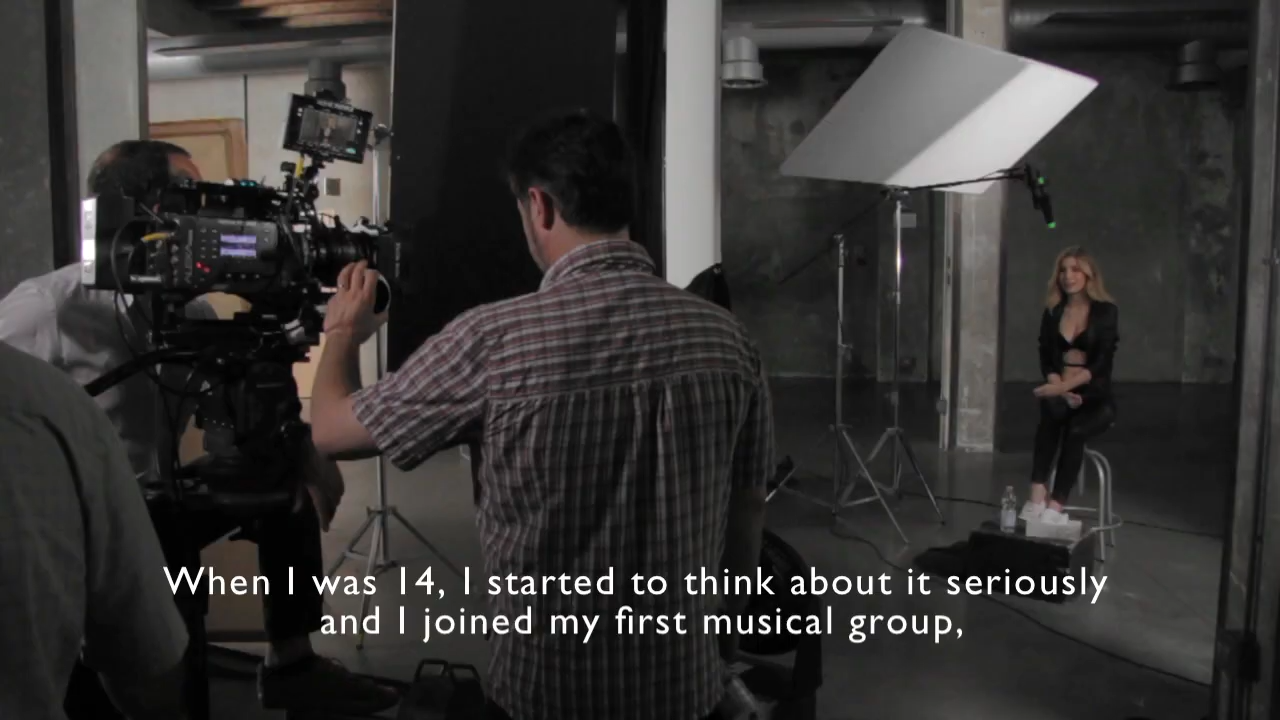 When I was 14, I started to think about it seriously
and I joined my first musical group,